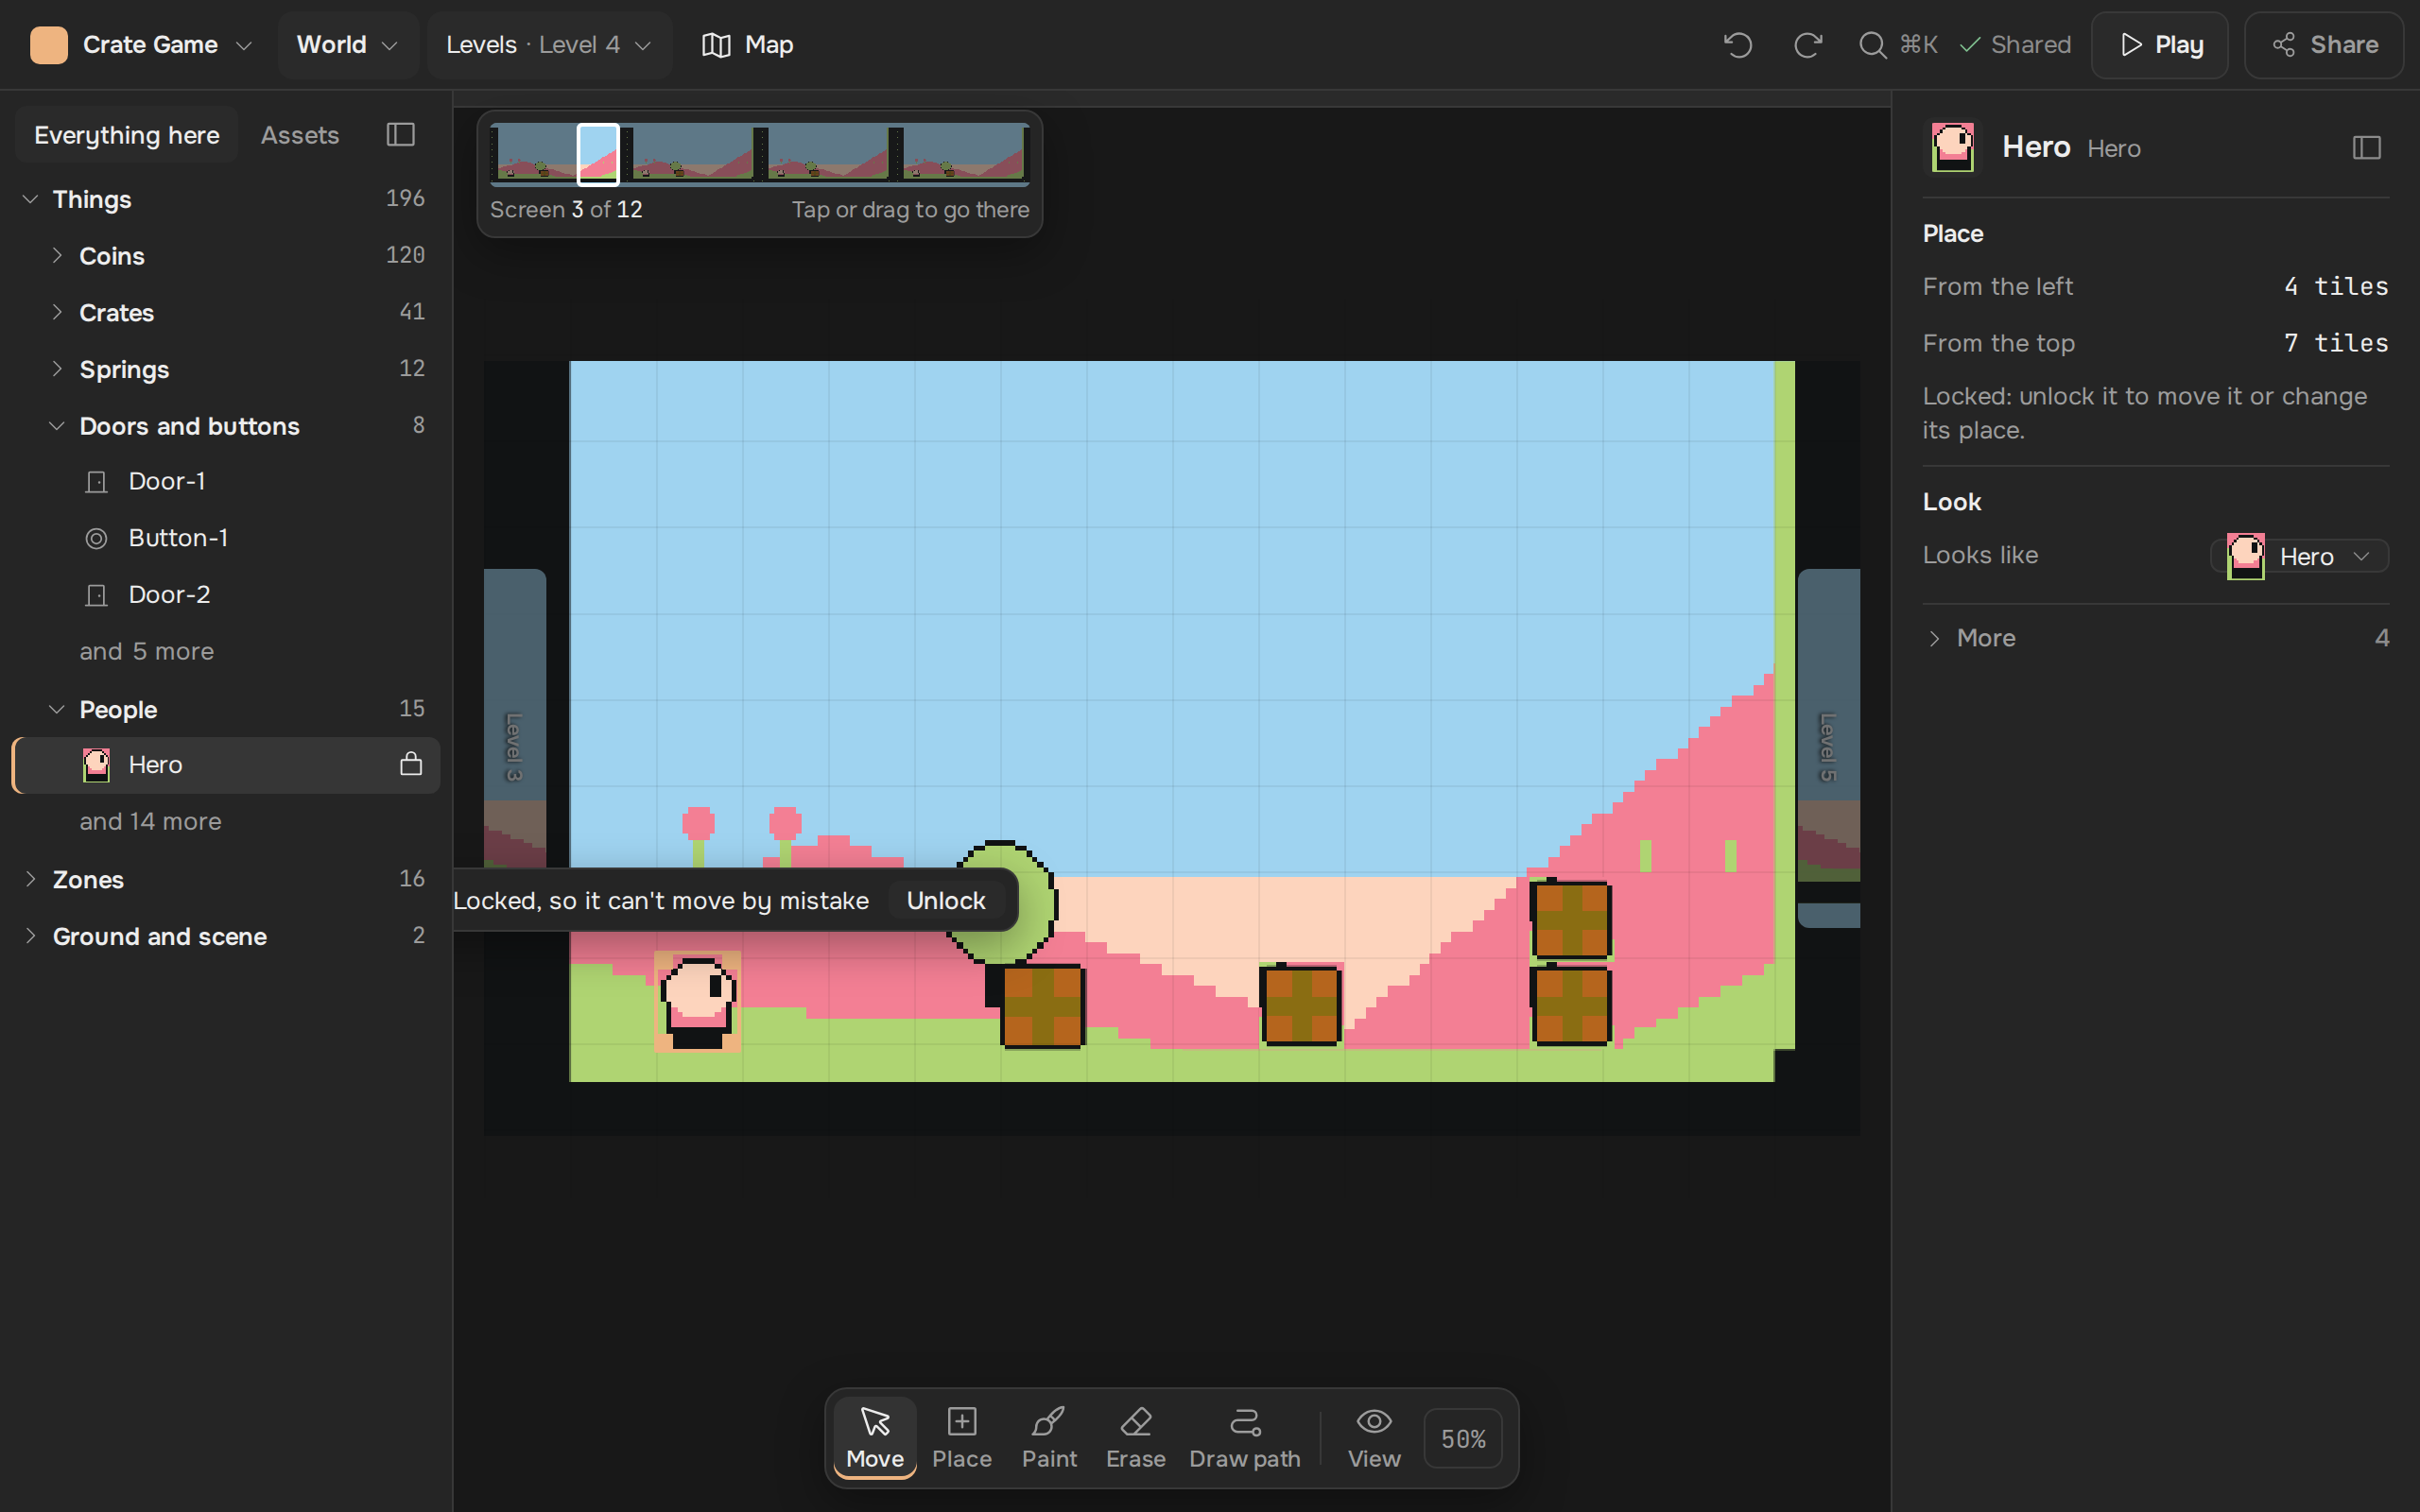 Crate Game
World
Levels · Level 4
Map
⌘K
Shared
Play
Share
Everything here
Assets
Things 196
Coins 120
Crates 41
Springs 12
Doors and buttons 8
Door-1
Button-1
Door-2
and 5 more
People 15
Hero
and 14 more
Zones 16
Ground and scene 2
Screen 3 of 12
Tap or drag to go there
Level 3
Level 5
Locked, so it can't move by mistake
Unlock
Move
Place
Paint
Erase
Draw path
View
50%
Hero Hero
Place
From the left 4 tiles
From the top 7 tiles
Locked: unlock it to move it or change
its place.
Look
Looks like Hero
More 4